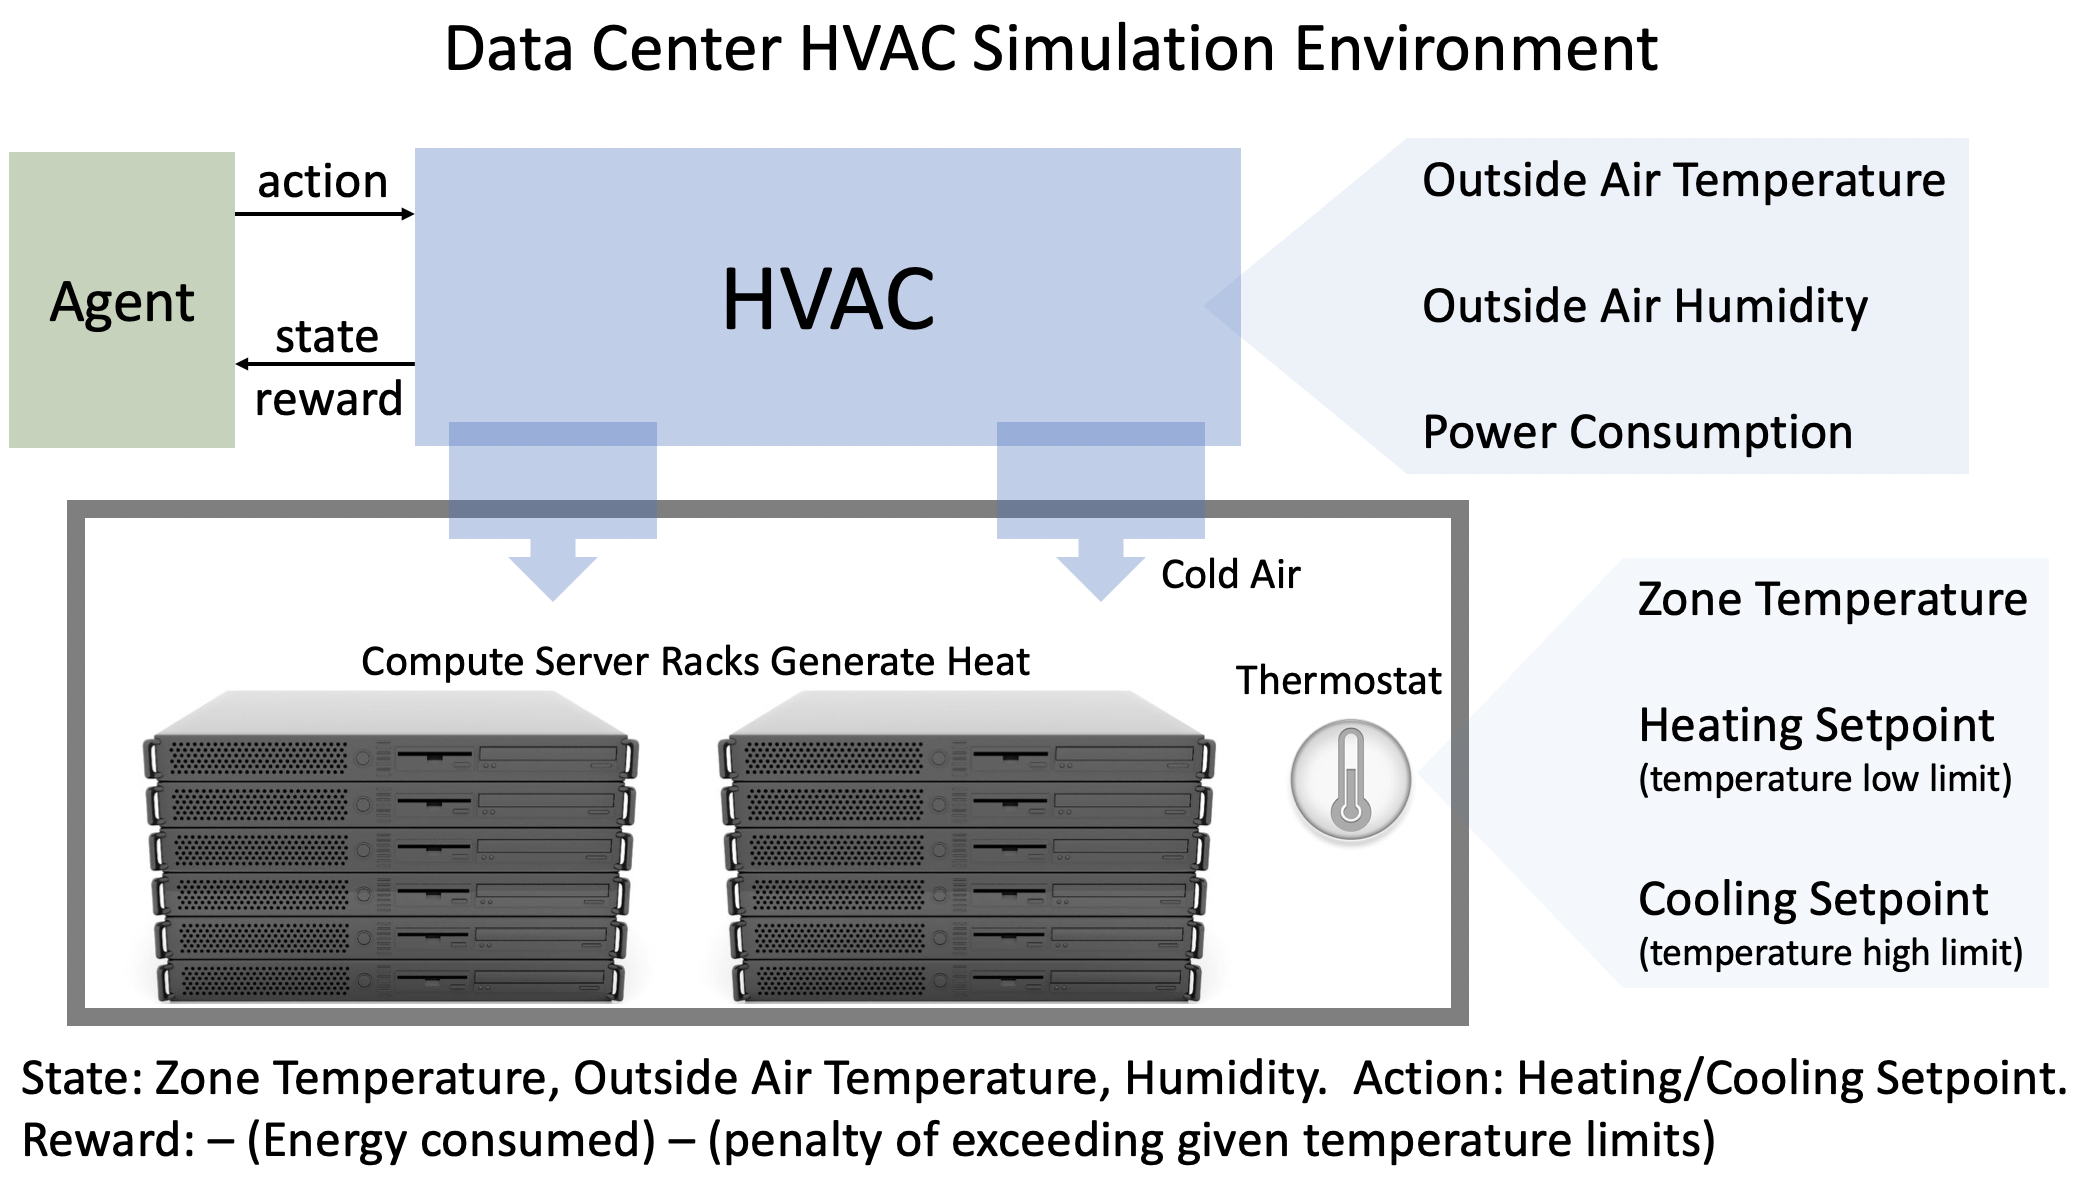 Data Center HVAC Simulation Environment
Agent
action
state
reward
HVAC
Outside Air Temperature
Outside Air Humidity
Power Consumption
Cold Air
Compute Server Racks Generate Heat
Thermostat
Zone Temperature
Heating Setpoint
(temperature low limit)
Cooling Setpoint
(temperature high limit)
State: Zone Temperature, Outside Air Temperature, Humidity.  Action: Heating/Cooling Setpoint.
Reward: – (Energy consumed) – (penalty of exceeding given temperature limits)